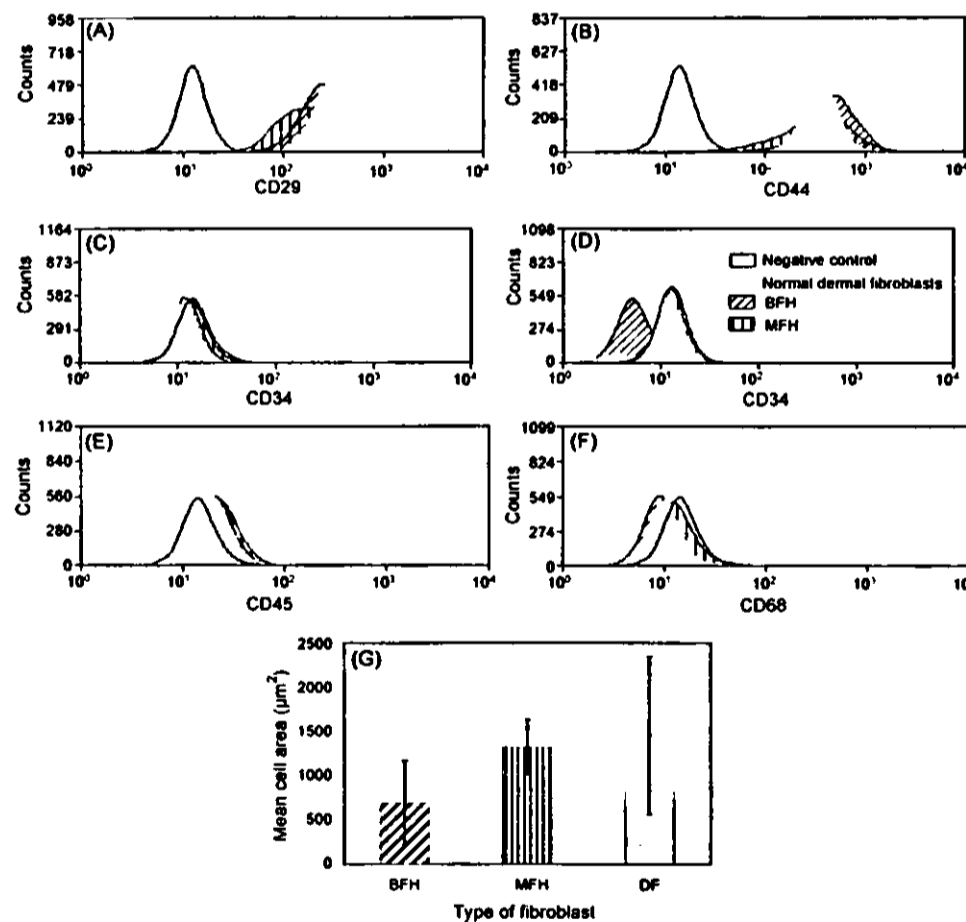 (A)
Counts
958
718
479
239
0
10⁰ 10¹ 10² 10³ 10⁴
CD29
(B)
Counts
837
627
418
209
0
10¹ 10⁴
CD44
(C)
Counts
1164
873
582
291
0
10⁰ 10¹ 10² 10³ 10⁴
CD34
(D)
Counts
1098
823
549
274
0
10⁰ 10¹ 10² 10³ 10⁴
CD34
Negative control
Normal dermal fibroblasts
BFH
MFH
(E)
Counts
1120
840
560
280
0
10⁰ 10¹ 10² 10³ 10⁴
CD45
(F)
Counts
1099
824
549
274
0
10⁰ 10¹ 10² 10³
CD68
(G)
Mean cell area (µm²)
2500
2000
1500
1000
500
0
BFH MFH DF
Type of fibroblast